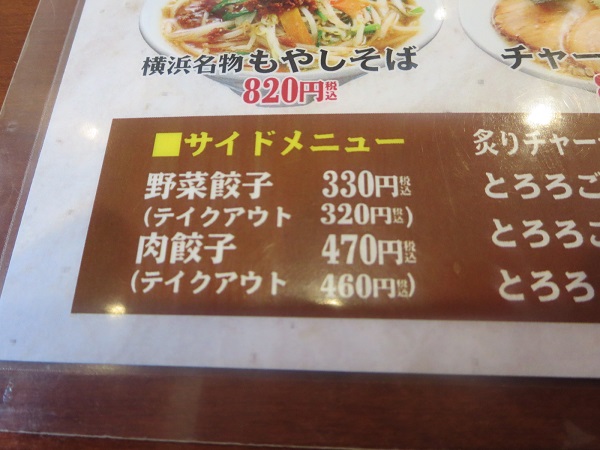 横浜名物もやしそば
820円税込
チャー
■サイドメニュー
野菜餃子 330円税込
(テイクアウト 320円税込)
肉餃子 470円税込
(テイクアウト 460円税込)
炙りチャー
とろろご
とろろご
とろろ